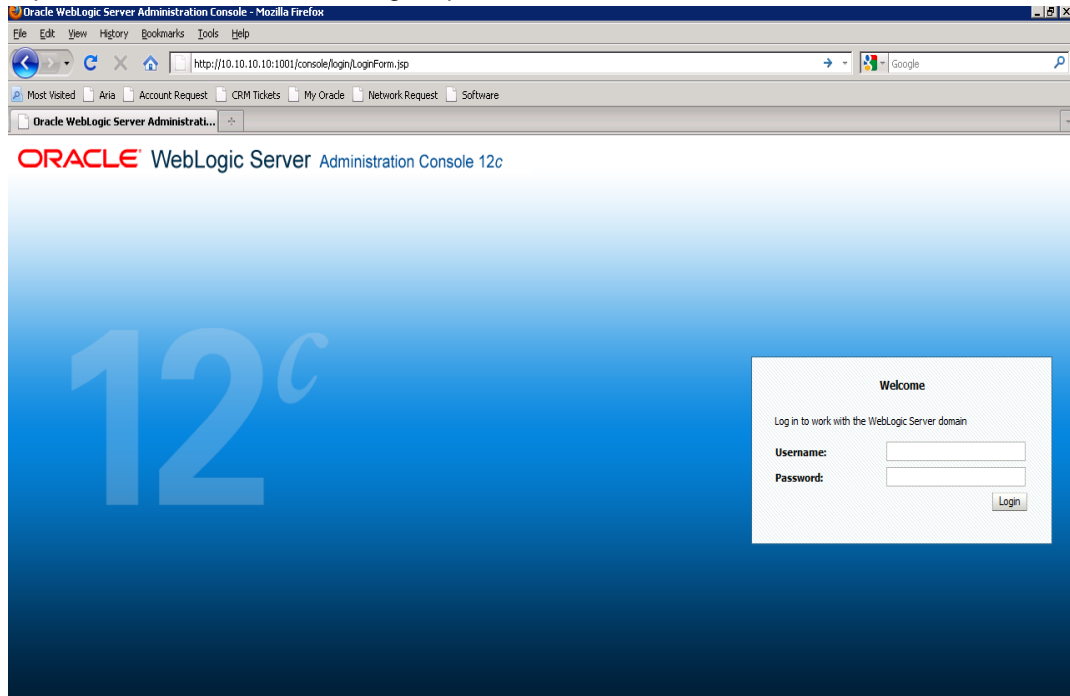 Oracle WebLogic Server Administration Console - Mozilla Firefox
File Edit View History Bookmarks Tools Help
http://10.10.10.10:1001/console/login/LoginForm.jsp Google
Most Visited Aria Account Request CRM Tickets My Oracle Network Request Software
Oracle WebLogic Server Administrati...
ORACLE WebLogic Server Administration Console 12c
12c
Welcome
Log in to work with the WebLogic Server domain
Username:
Password:
Login